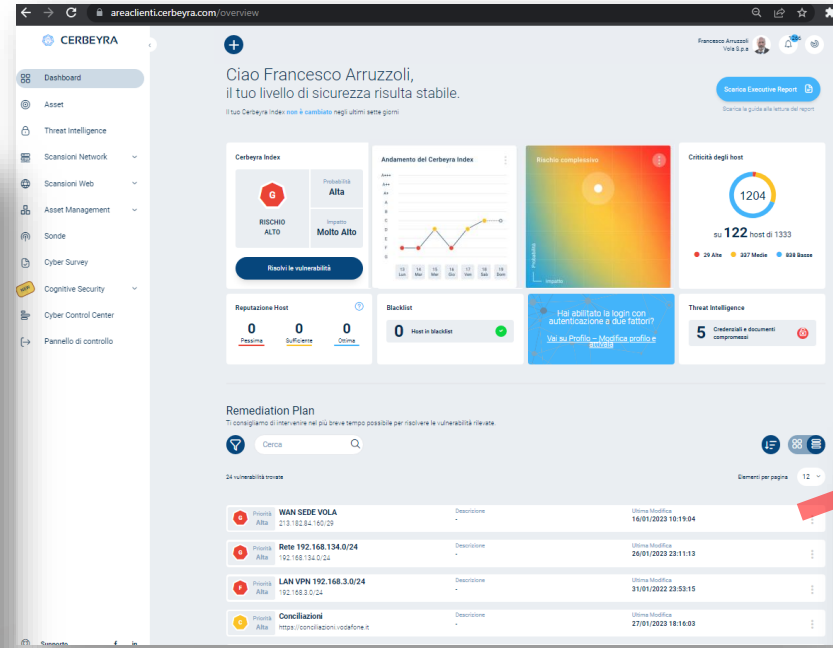 areaclienti.cerbeyra.com/overview
CERBEYRA
Dashboard
Asset
Threat Intelligence
Scansioni Network
Scansioni Web
Asset Management
Sonde
Cyber Survey
Cognitive Security
Cyber Control Center
Pannello di controllo
Supporto
Francesco Arruzzoli
Vola S.p.a
Ciao Francesco Arruzzoli,
il tuo livello di sicurezza risulta stabile.
Il tuo Cerbeyra Index non è cambiato negli ultimi sette giorni
Scarica Executive Report
Scarica la guida alla lettura dei report
Cerbeyra Index
G
RISCHIO
ALTO
Probabilità
Alta
Impatto
Molto Alto
Risolvi le vulnerabilità
Andamento del Cerbeyra Index
A+++
A++
A+
A
B
C
D
E
F
G
13 14 15 16 17 18 19
Lun Mar Mer Gio Ven Sab Dom
Rischio complessivo
Probabilità
Impatto
Criticità degli host
1204
su 122 host di 1333
29 Alte 337 Medie 838 Basse
Reputazione Host
0 0 0
Pessima Sufficiente Ottima
Blacklist
0 Host in blacklist
Hai abilitato la login con
autenticazione a due fattori?
Vai su Profilo – Modifica profilo e
attivala
Threat Intelligence
5 Credenziali e documenti
compromessi
Remediation Plan
Ti consigliamo di intervenire nel più breve tempo possibile per risolvere le vulnerabilità rilevate.
Cerca
24 vulnerabilità trovate
Elementi per pagina 12
G Priorità Alta WAN SEDE VOLA Descrizione Ultima Modifica
213.182.84.160/29 - 16/01/2023 10:19:04
G Priorità Alta Rete 192.168.134.0/24 Descrizione Ultima Modifica
192.168.134.0/24 - 26/01/2023 23:11:13
F Priorità Alta LAN VPN 192.168.3.0/24 Descrizione Ultima Modifica
192.168.3.0/24 - 31/01/2022 23:53:15
C Priorità Alta Conciliazioni Descrizione Ultima Modifica
https://conciliazioni.vodafone.it - 27/01/2023 18:16:03